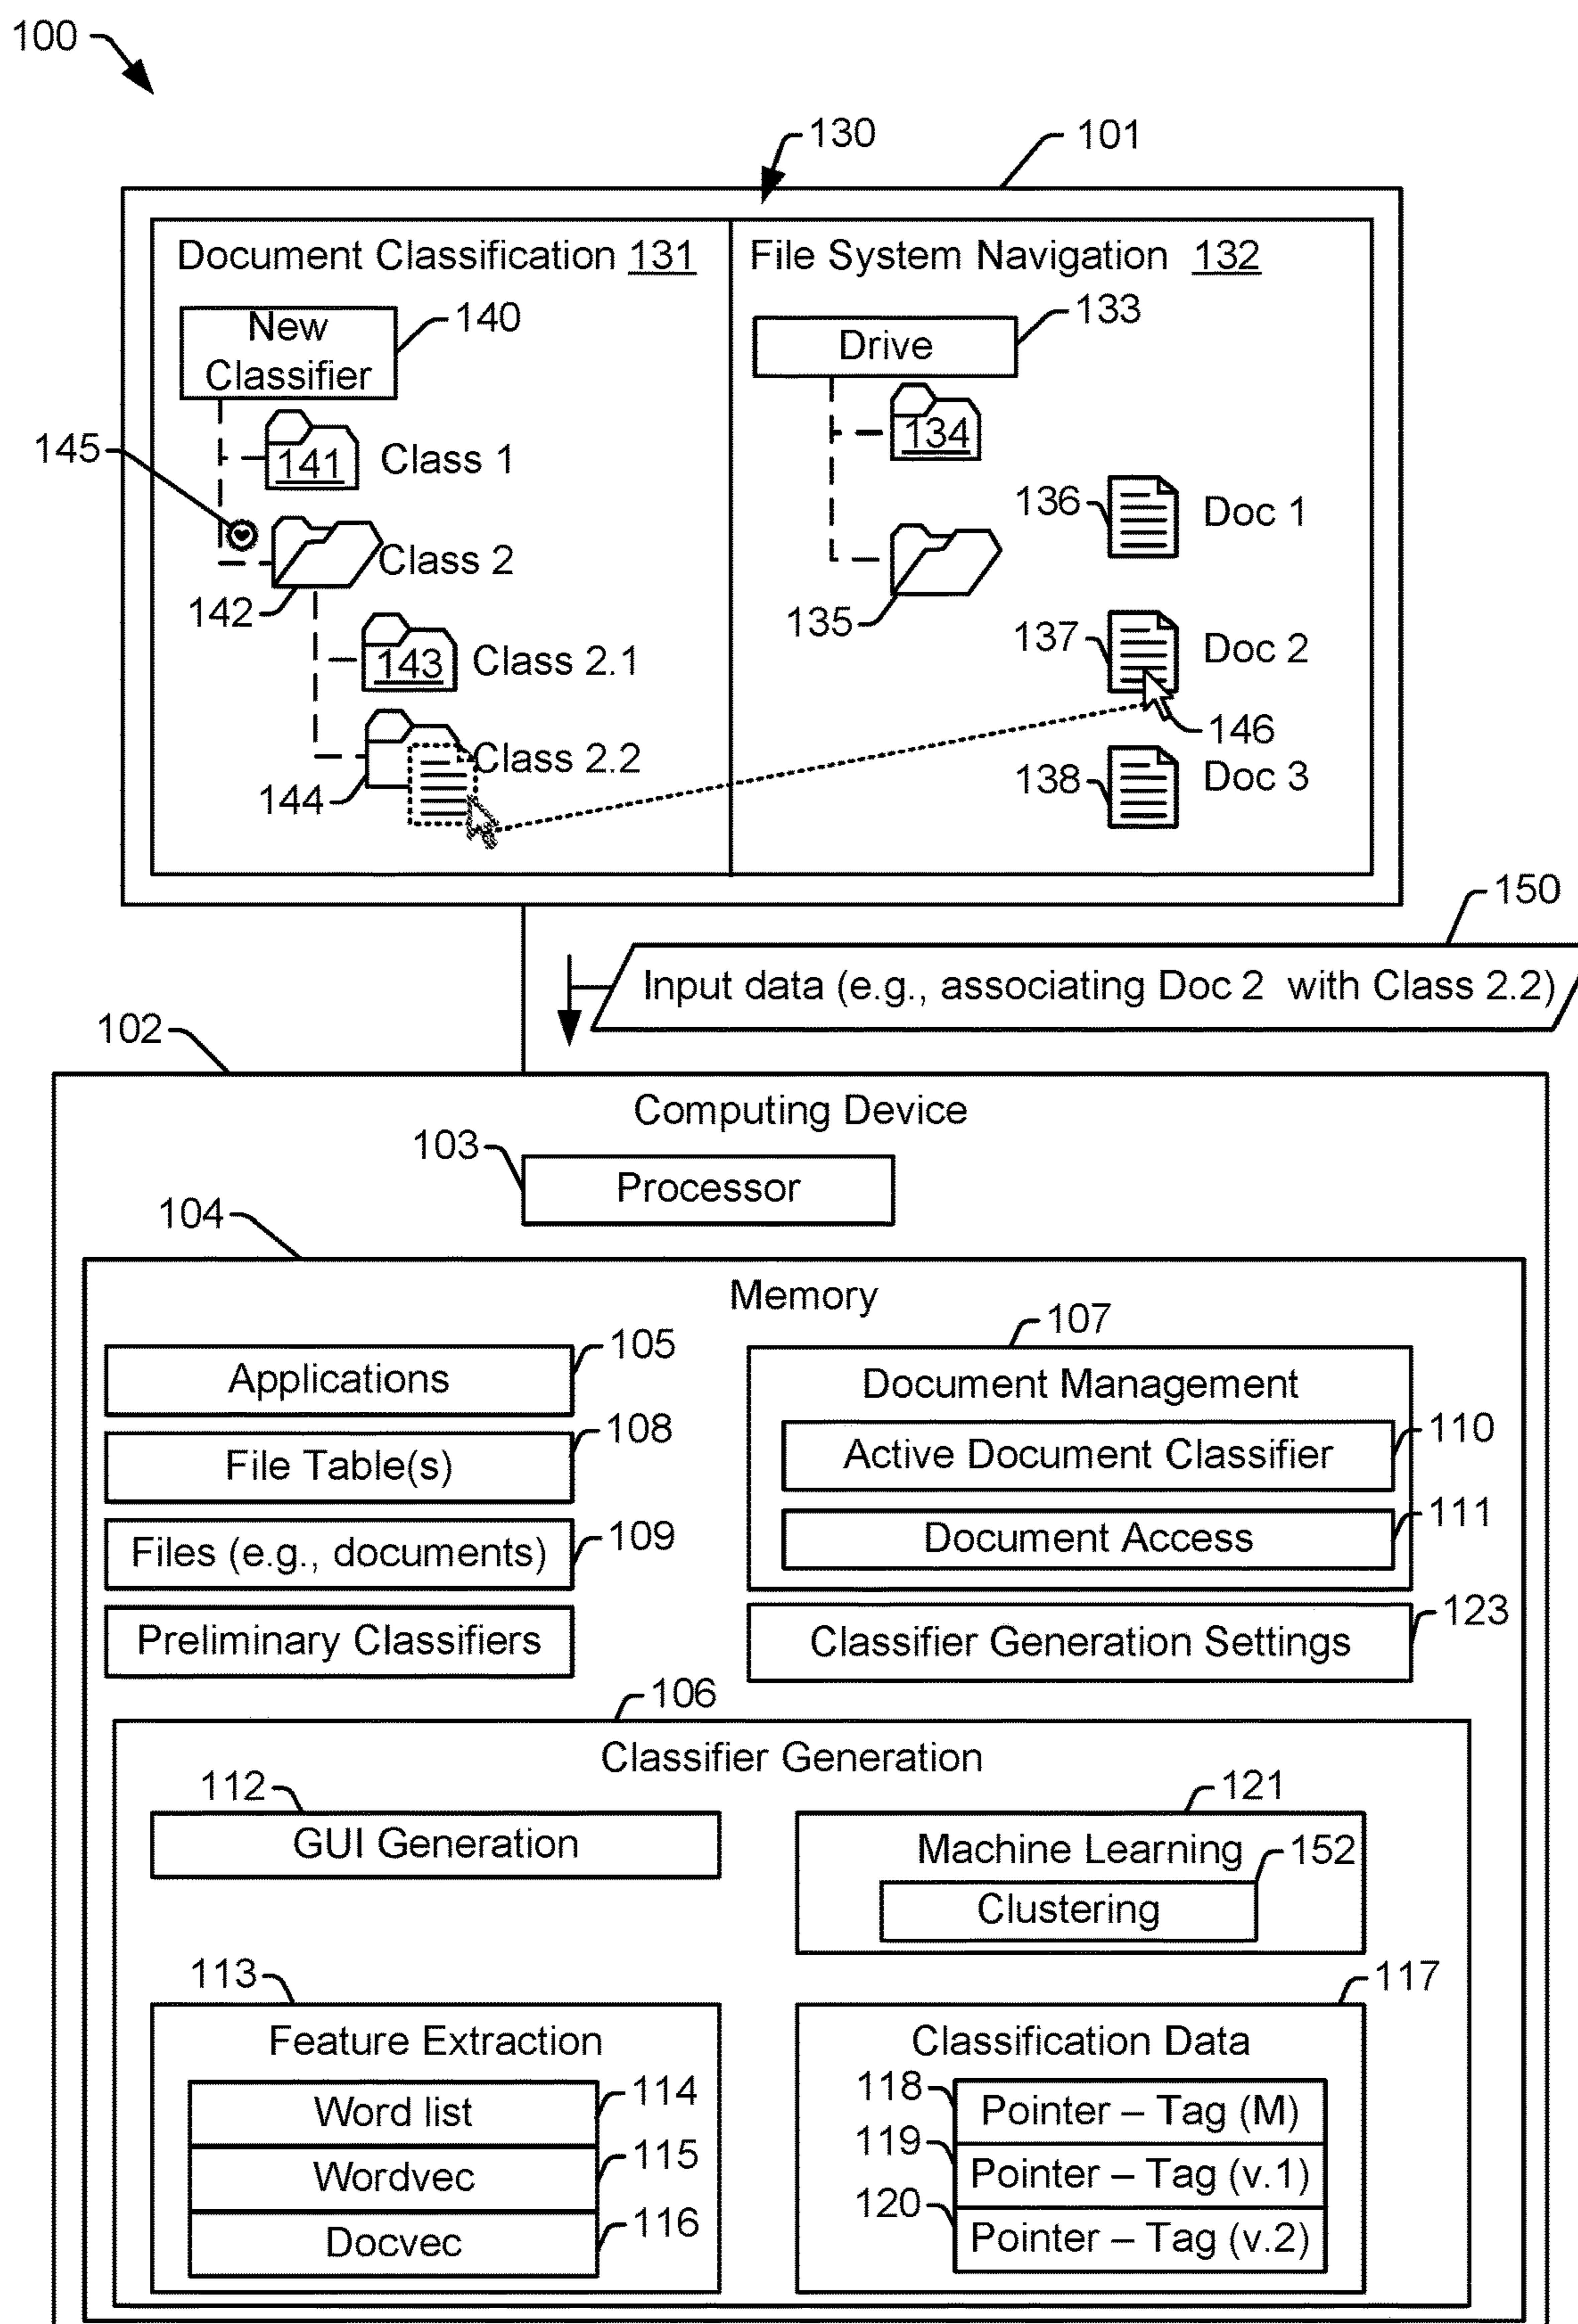 100
130
101
Document Classification 131
File System Navigation 132
New
Classifier
140
Drive
133
145
141
Class 1
134
136
Doc 1
Class 2
142
135
137
Doc 2
143
Class 2.1
146
Class 2.2
144
138
Doc 3
150
Input data (e.g., associating Doc 2 with Class 2.2)
102
Computing Device
103
Processor
104
Memory
105
Applications
107
Document Management
108
File Table(s)
110
Active Document Classifier
109
Files (e.g., documents)
111
Document Access
Preliminary Classifiers
123
Classifier Generation Settings
106
Classifier Generation
112
GUI Generation
121
Machine Learning
152
Clustering
113
Feature Extraction
114
Word list
115
Wordvec
116
Docvec
117
Classification Data
118
Pointer – Tag (M)
119
Pointer – Tag (v.1)
120
Pointer – Tag (v.2)